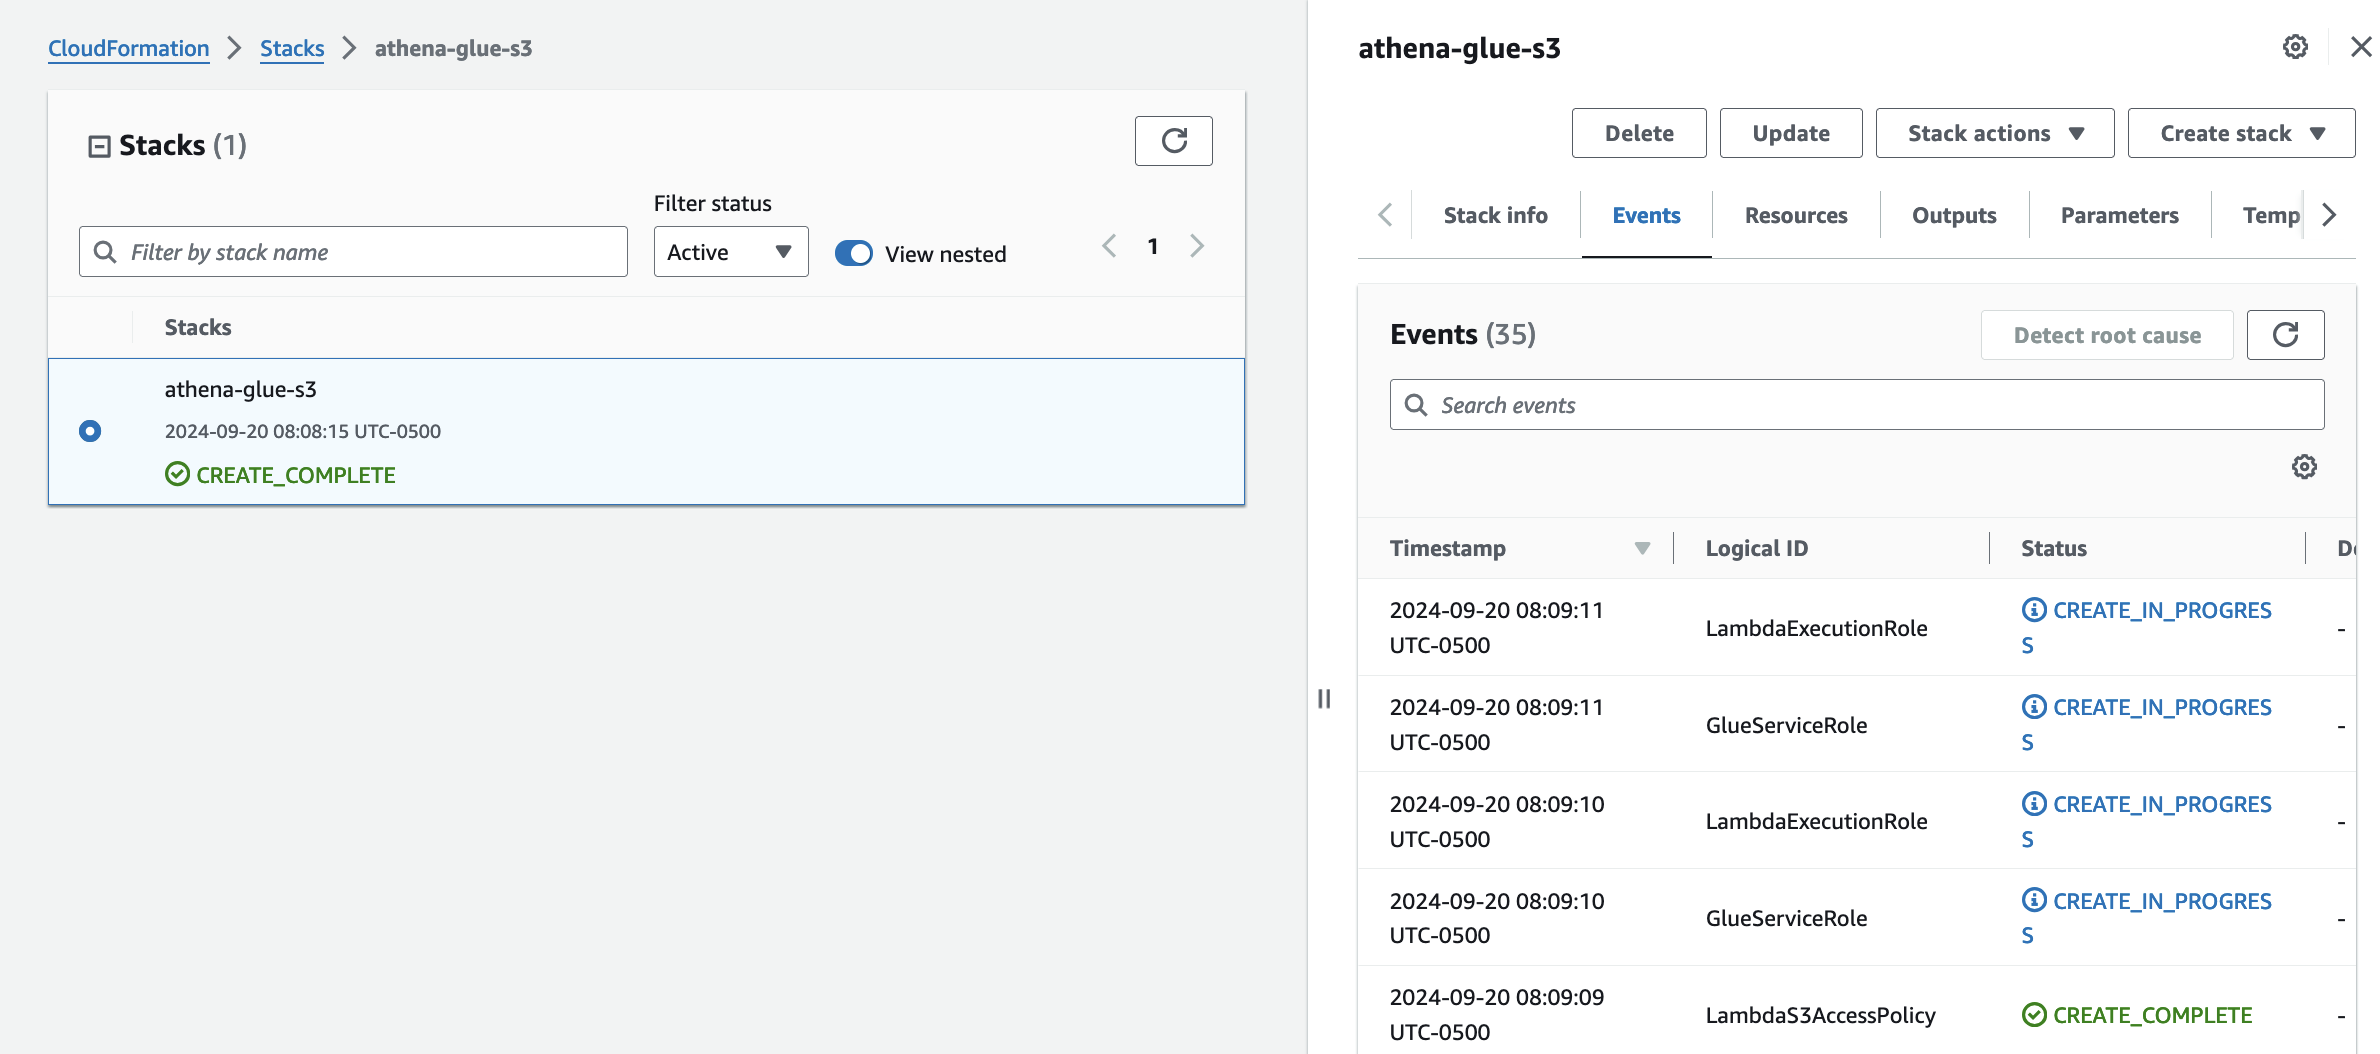 CloudFormation > Stacks > athena-glue-s3
Stacks (1)
Filter status
Filter by stack name
Active
View nested
1
Stacks
athena-glue-s3
2024-09-20 08:08:15 UTC-0500
CREATE_COMPLETE
athena-glue-s3
Delete
Update
Stack actions
Create stack
Stack info
Events
Resources
Outputs
Parameters
Temp
Events (35)
Detect root cause
Search events
Timestamp
Logical ID
Status
2024-09-20 08:09:11
UTC-0500
LambdaExecutionRole
CREATE_IN_PROGRES
S
-
2024-09-20 08:09:11
UTC-0500
GlueServiceRole
CREATE_IN_PROGRES
S
-
2024-09-20 08:09:10
UTC-0500
LambdaExecutionRole
CREATE_IN_PROGRES
S
-
2024-09-20 08:09:10
UTC-0500
GlueServiceRole
CREATE_IN_PROGRES
S
-
2024-09-20 08:09:09
UTC-0500
LambdaS3AccessPolicy
CREATE_COMPLETE
-